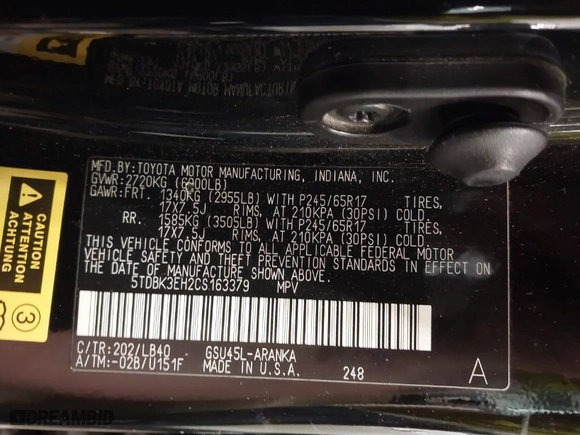 MFD.BY:TOYOTA MOTOR MANUFACTURING, INDIANA, INC.
GVWR:2720KG (6000LB)
GAWR:FRT 1340KG (2955LB) WITH P245/65R17 TIRES,
17X7.5J RIMS, AT 210KPA (30PSI) COLD.
RR. 1585KG (3505LB) WITH P245/65R17 TIRES,
17X7.5J RIMS, AT 210KPA (30PSI) COLD.
THIS VEHICLE CONFORMS TO ALL APPLICABLE FEDERAL MOTOR
VEHICLE SAFETY AND THEFT PREVENTION STANDARDS IN EFFECT
ON THE DATE OF MANUFACTURE SHOWN ABOVE.
5TDBK3EH2CS163379 MPV
C/TR:202/LB40 GSU45L-ARANKA
A/TM:-02B/U151F MADE IN U.S.A. 248 A
CAUTION
ACHTUNG
ATTENTION
DREAMBID